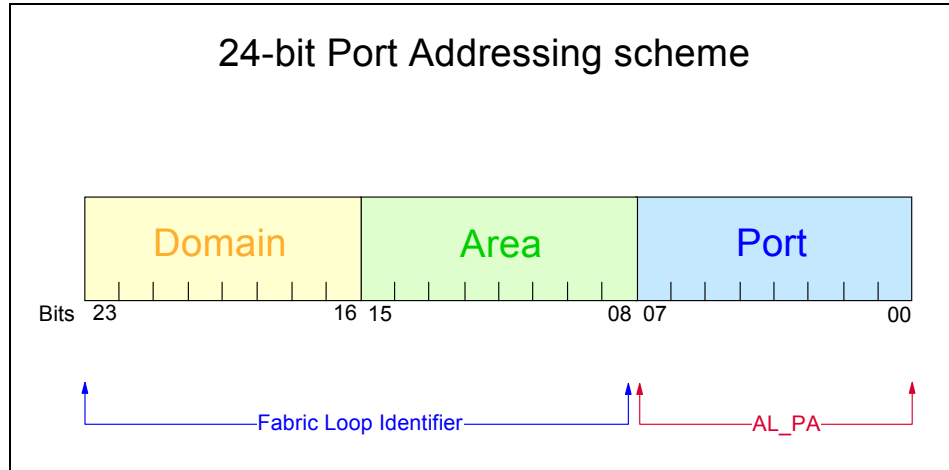 24-bit Port Addressing scheme
Domain Area Port
Bits 23 16 15 08 07 00
Fabric Loop Identifier AL_PA